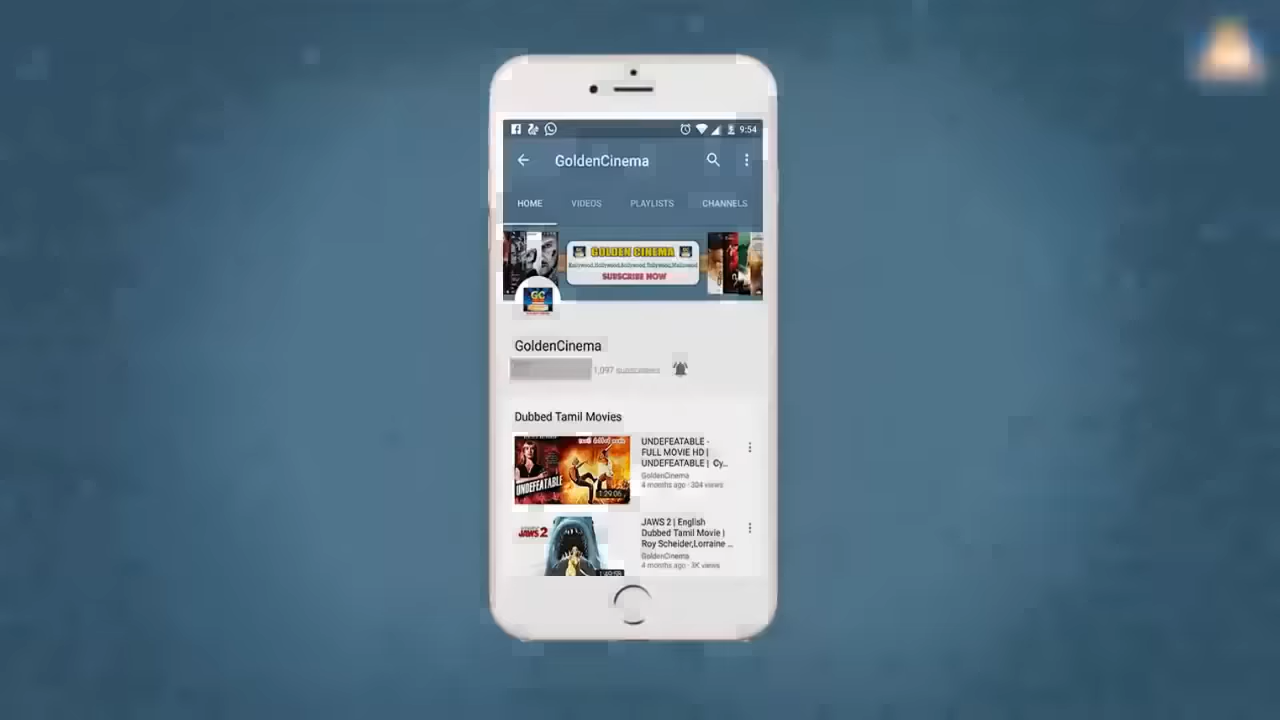 9:54
GoldenCinema
HOME VIDEOS PLAYLISTS CHANNELS
GOLDEN CINEMA
SUBSCRIBE NOW
GC
GoldenCinema
1,097 SUBSCRIBERS
Dubbed Tamil Movies
UNDEFEATABLE -
FULL MOVIE HD |
UNDEFEATABLE | Cy...
GoldenCinema
4 months ago · 304 views
UNDEFEATABLE
1:29:06
JAWS 2 | English
Dubbed Tamil Movie |
Roy Scheider,Lorraine ...
GoldenCinema
4 months ago · 3K views
JAWS 2